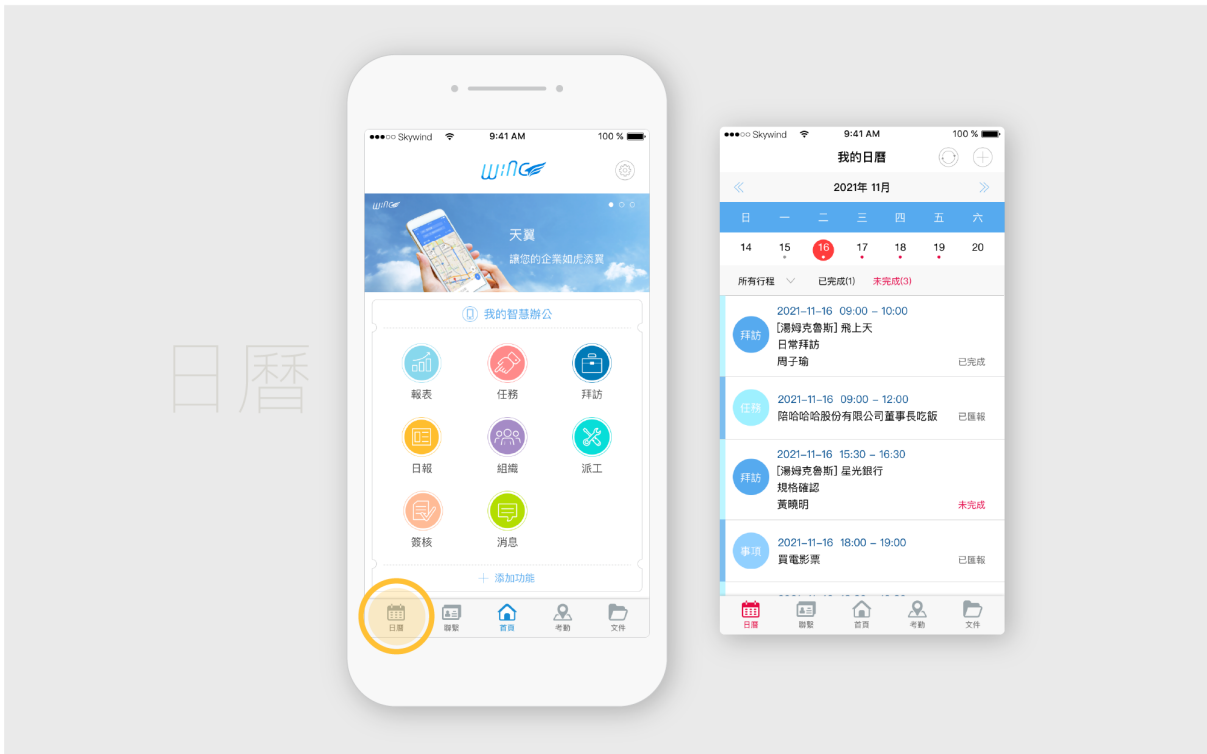 日曆
Skywind
9:41 AM
100 %
WING
WING
天翼
讓您的企業如虎添翼
我的智慧辦公
報表
任務
拜訪
日報
組織
派工
簽核
消息
添加功能
日曆
聯繫
首頁
考勤
文件
Skywind
9:41 AM
100 %
我的日曆
2021年 11月
日 一 二 三 四 五 六
14 15 16 17 18 19 20
所有行程 已完成(1) 未完成(3)
拜訪
2021-11-16 09:00 - 10:00
[湯姆克魯斯] 飛上天
日常拜訪
周子瑜
已完成
任務
2021-11-16 09:00 - 12:00
陪哈哈哈股份有限公司董事長吃飯
已匯報
拜訪
2021-11-16 15:30 - 16:30
[湯姆克魯斯] 星光銀行
規格確認
黃曉明
未完成
事項
2021-11-16 18:00 - 19:00
買電影票
已匯報
日曆
聯繫
首頁
考勤
文件